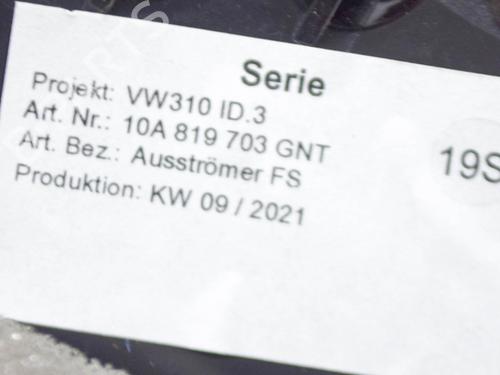 Serie
Projekt: VW310 ID.3
Art. Nr.: 10A 819 703 GNT
Art. Bez.: Ausströmer FS
Produktion: KW 09 / 2021
19S